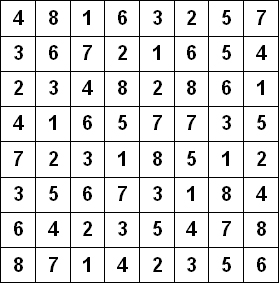 4 8 1 6 3 2 5 7
3 6 7 2 1 6 5 4
2 3 4 8 2 8 6 1
4 1 6 5 7 7 3 5
7 2 3 1 8 5 1 2
3 5 6 7 3 1 8 4
6 4 2 3 5 4 7 8
8 7 1 4 2 3 5 6